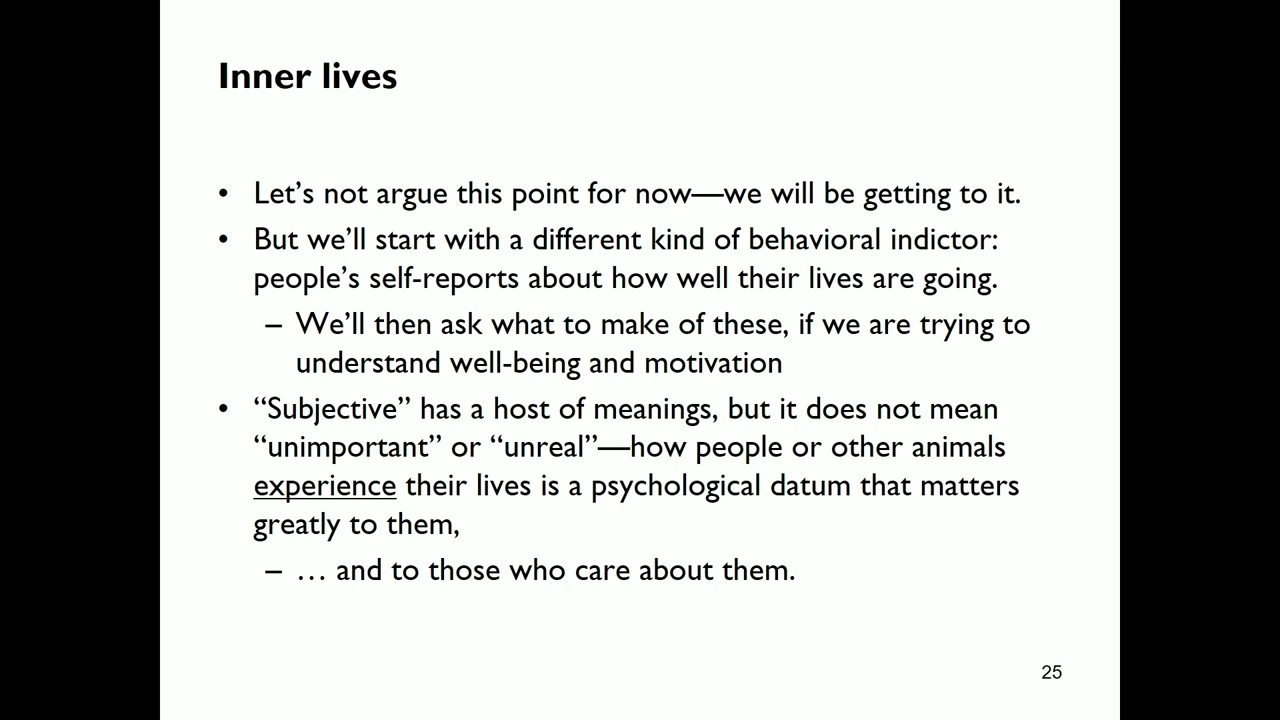 Inner lives
• Let’s not argue this point for now—we will be getting to it.
• But we’ll start with a different kind of behavioral indictor:
people’s self-reports about how well their lives are going.
– We’ll then ask what to make of these, if we are trying to
understand well-being and motivation
• “Subjective” has a host of meanings, but it does not mean
“unimportant” or “unreal”—how people or other animals
experience their lives is a psychological datum that matters
greatly to them,
– … and to those who care about them.
25